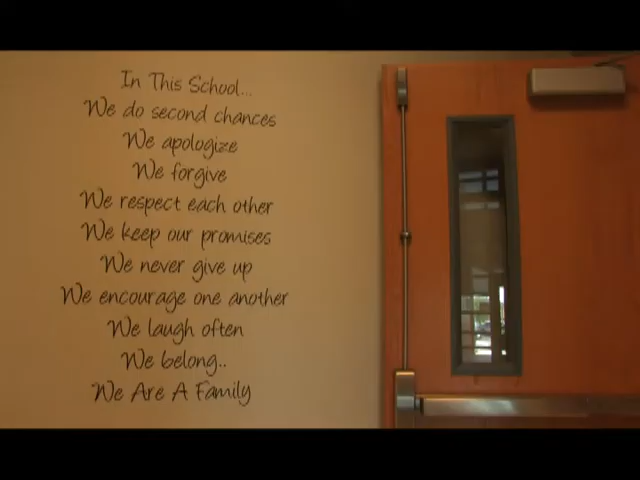 In This School...
We do second chances
We apologize
We forgive
We respect each other
We keep our promises
We never give up
We encourage one another
We laugh often
We belong..
We Are A Family